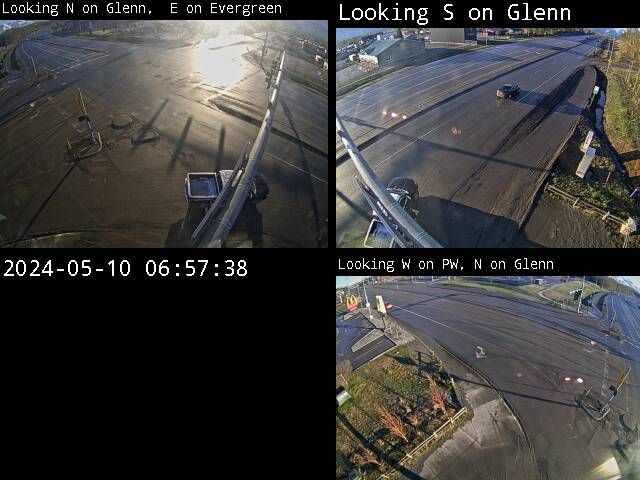 Looking N on Glenn,  E on Evergreen
Looking S on Glenn
2024-05-10 06:57:38
Looking W on PW, N on Glenn